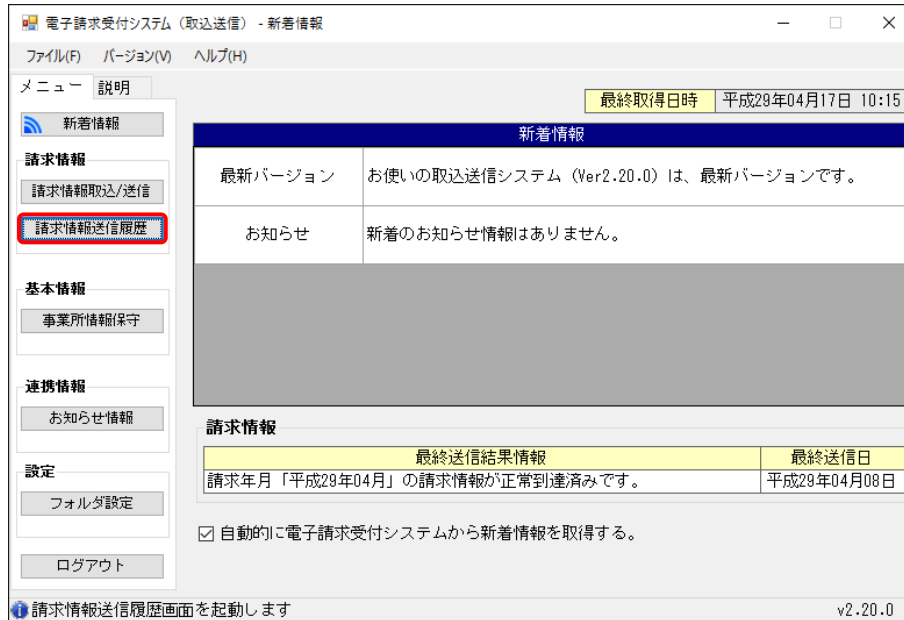 電子請求受付システム（取込送信） - 新着情報
ファイル(F) バージョン(V) ヘルプ(H)
メニュー 説明
最終取得日時 平成29年04月17日 10:15
新着情報
新着情報
請求情報
最新バージョン お使いの取込送信システム（Ver2.20.0）は、最新バージョンです。
請求情報取込/送信
請求情報送信履歴
お知らせ 新着のお知らせ情報はありません。
基本情報
事業所情報保守
連携情報
お知らせ情報
請求情報
最終送信結果情報 最終送信日
請求年月「平成29年04月」の請求情報が正常到達済みです。 平成29年04月08日
設定
フォルダ設定
自動的に電子請求受付システムから新着情報を取得する。
ログアウト
請求情報送信履歴画面を起動します v2.20.0